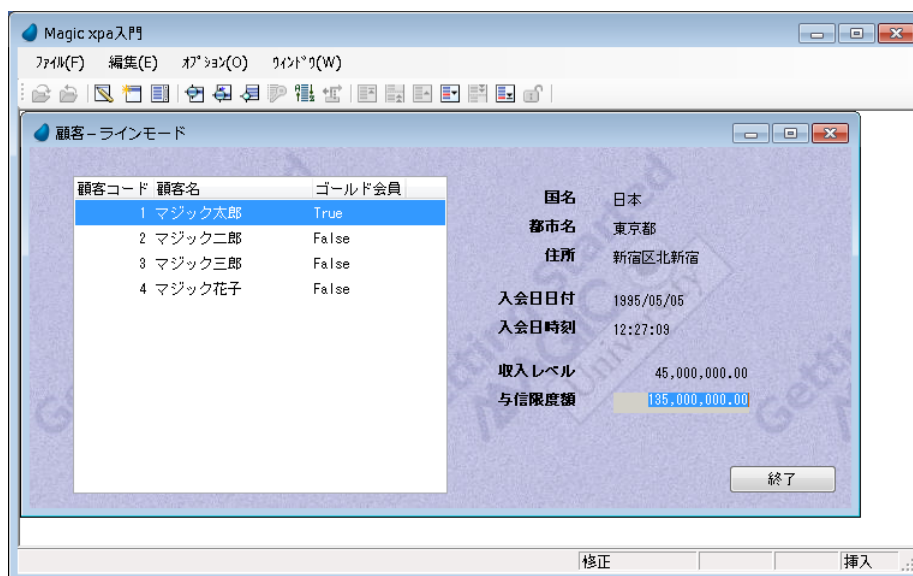 Magic xpa入門
ﾌｧｲﾙ(F) 編集(E) ｵﾌﾟｼｮﾝ(O) ｳｨﾝﾄﾞｳ(W)
顧客−ラインモード
顧客コード 顧客名 ゴールド会員
1 マジック太郎 True
2 マジック二郎 False
3 マジック三郎 False
4 マジック花子 False
国名 日本
都市名 東京都
住所 新宿区北新宿
入会日日付 1995/05/05
入会日時刻 12:27:09
収入レベル 45,000,000.00
与信限度額 135,000,000.00
Getting Started
MAGIC
University
終了
修正 挿入